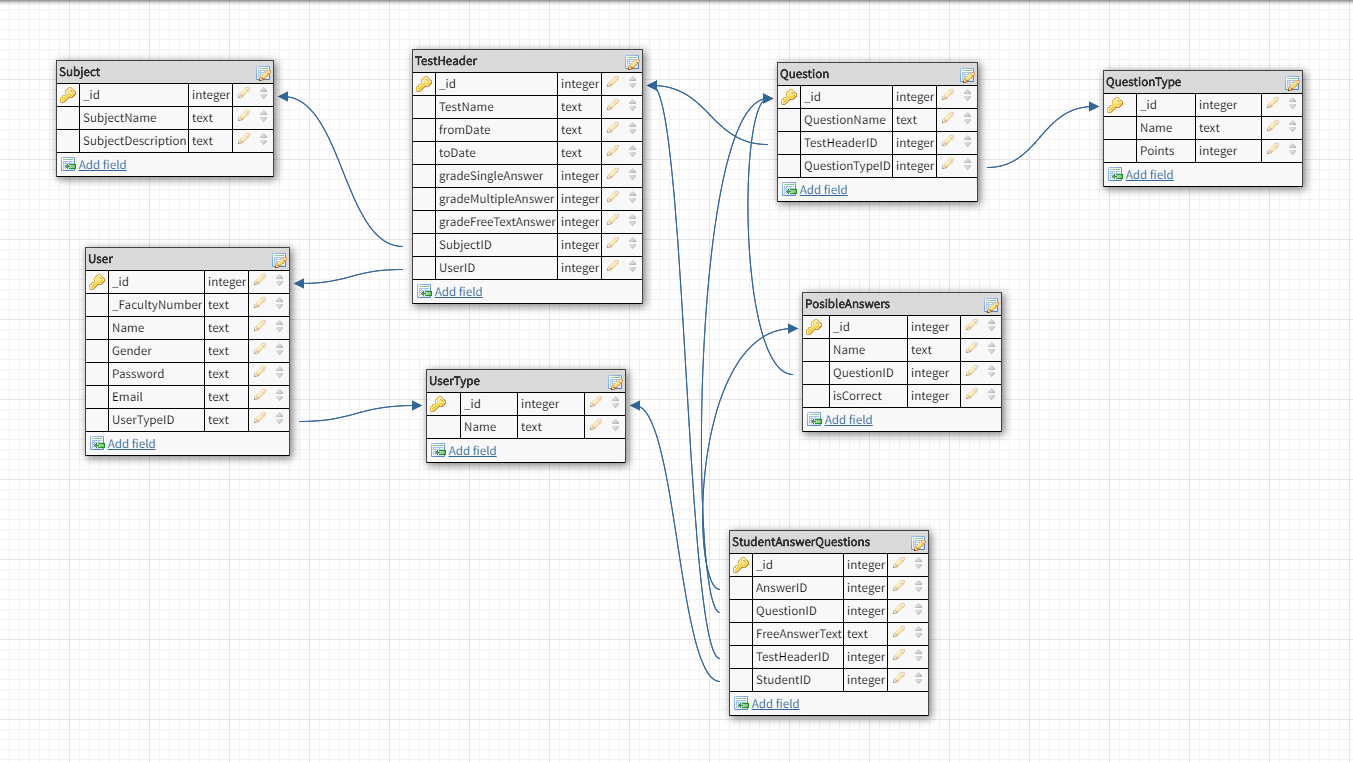 Subject
_id integer
SubjectName text
SubjectDescription text
Add field
TestHeader
_id integer
TestName text
fromDate text
toDate text
gradeSingleAnswer integer
gradeMultipleAnswer integer
gradeFreeTextAnswer integer
SubjectID integer
UserID integer
Add field
Question
_id integer
QuestionName text
TestHeaderID integer
QuestionTypeID integer
Add field
QuestionType
_id integer
Name text
Points integer
Add field
User
_id integer
_FacultyNumber text
Name text
Gender text
Password text
Email text
UserTypeID text
Add field
UserType
_id integer
Name text
Add field
PosibleAnswers
_id integer
Name text
QuestionID integer
isCorrect integer
Add field
StudentAnswerQuestions
_id integer
AnswerID integer
QuestionID integer
FreeAnswerText text
TestHeaderID integer
StudentID integer
Add field